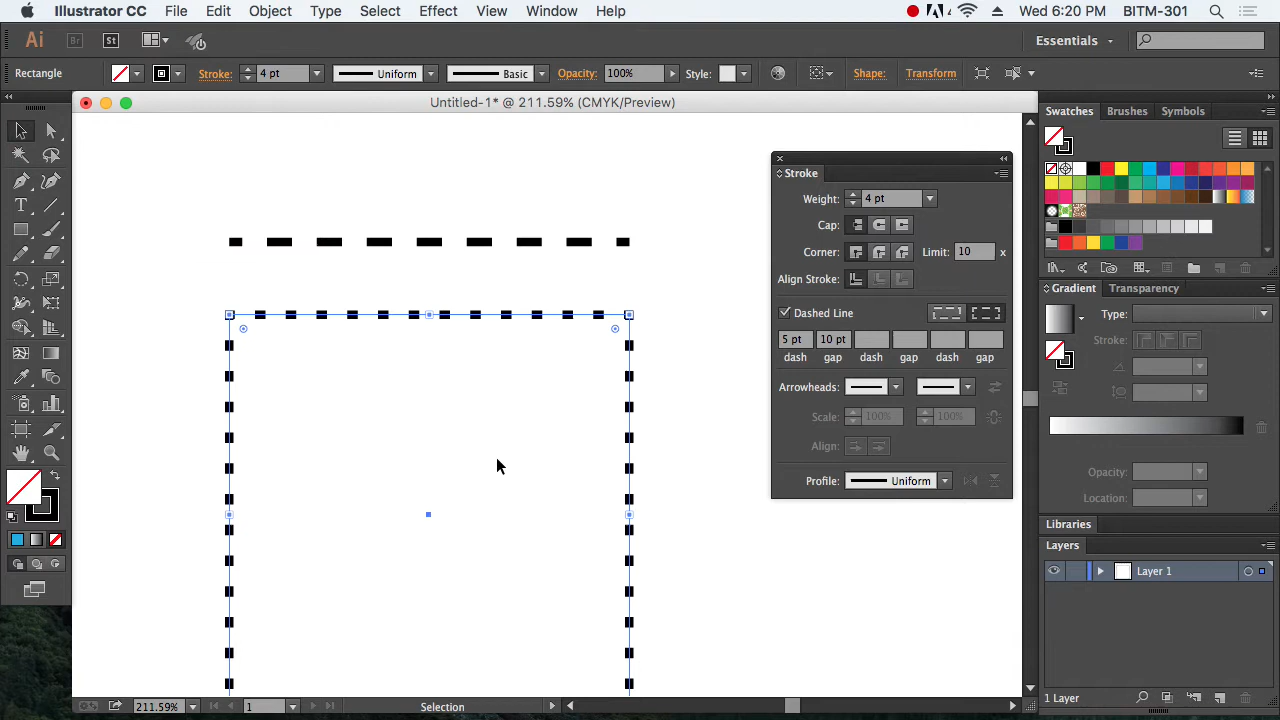 Illustrator CC File Edit Object Type Select Effect View Window Help 4 Wed 6:20 PM BITM-301
Ai Br St Essentials
Rectangle Stroke: 4 pt Uniform Basic Opacity: 100% Style: Shape: Transform
Untitled-1* @ 211.59% (CMYK/Preview)
Swatches Brushes Symbols
Stroke
Weight: 4 pt
Cap:
Corner: Limit: 10 x
Align Stroke:
Dashed Line
5 pt 10 pt
dash gap dash gap dash gap
Arrowheads:
Scale: 100% 100%
Align:
Profile: Uniform
Gradient Transparency
Type:
Stroke:
Opacity:
Location:
Libraries
Layers
Layer 1
1 Layer
211.59% 1 Selection